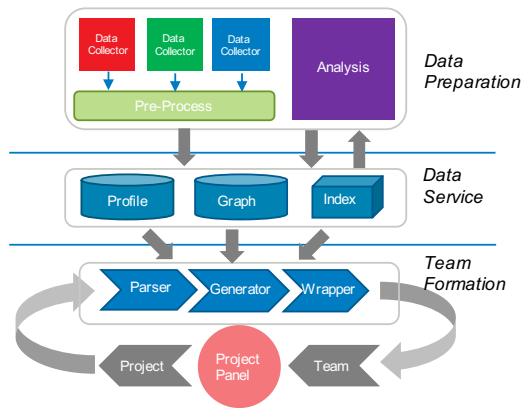 Data
Collector
Data
Collector
Data
Collector
Analysis
Pre-Process
Data
Preparation
Profile
Graph
Index
Data
Service
Parser
Generator
Wrapper
Team
Formation
Project
Project
Panel
Team